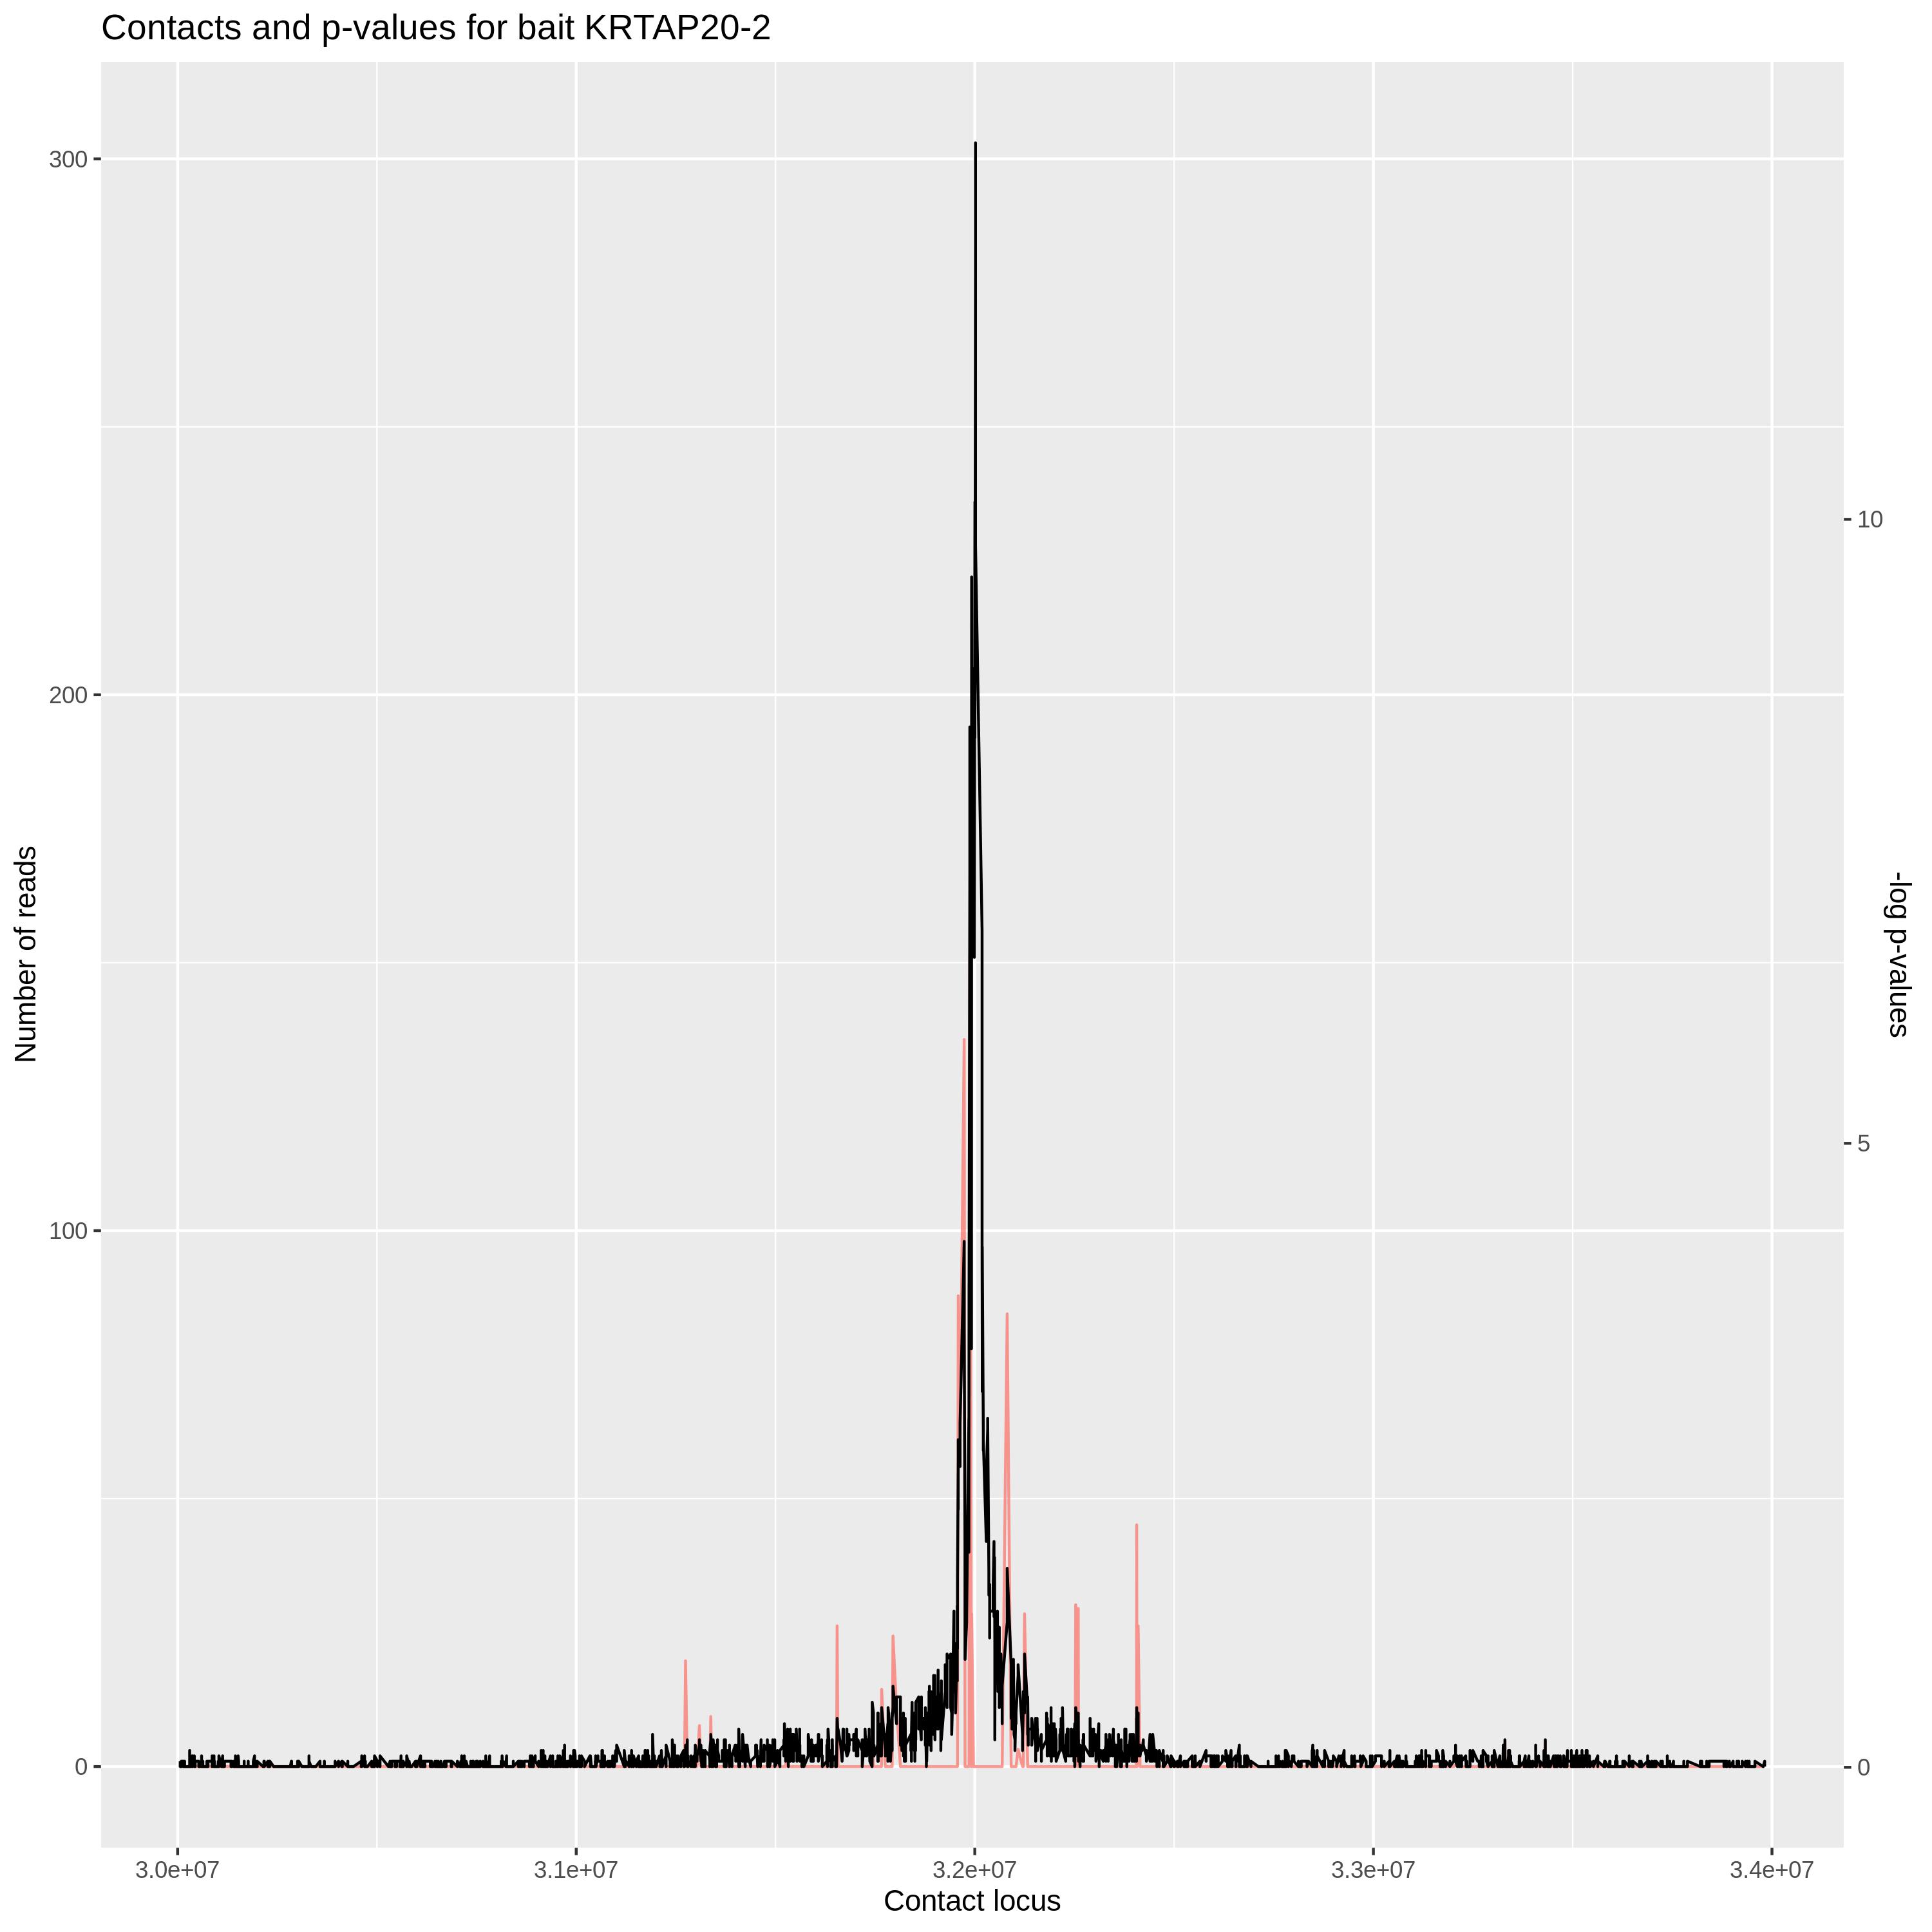 Contacts and p-values for bait KRTAP20-2
300
200
100
0
Number of reads
10
5
0
-log p-values
3.0e+07
3.1e+07
3.2e+07
3.3e+07
3.4e+07
Contact locus